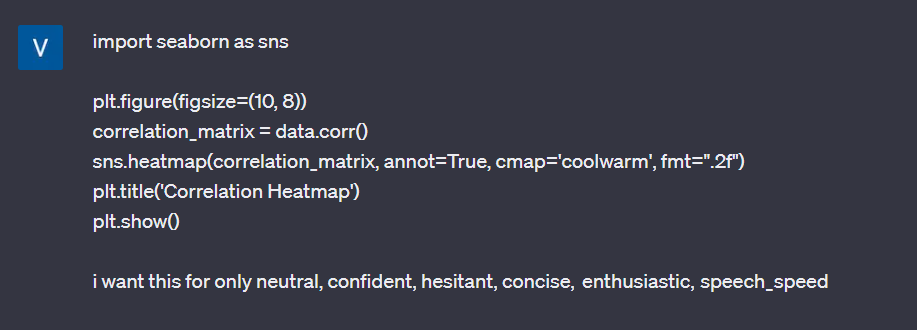 V
import seaborn as sns
plt.figure(figsize=(10, 8))
correlation_matrix = data.corr()
sns.heatmap(correlation_matrix, annot=True, cmap='coolwarm', fmt=".2f")
plt.title('Correlation Heatmap')
plt.show()
i want this for only neutral, confident, hesitant, concise, enthusiastic, speech_speed